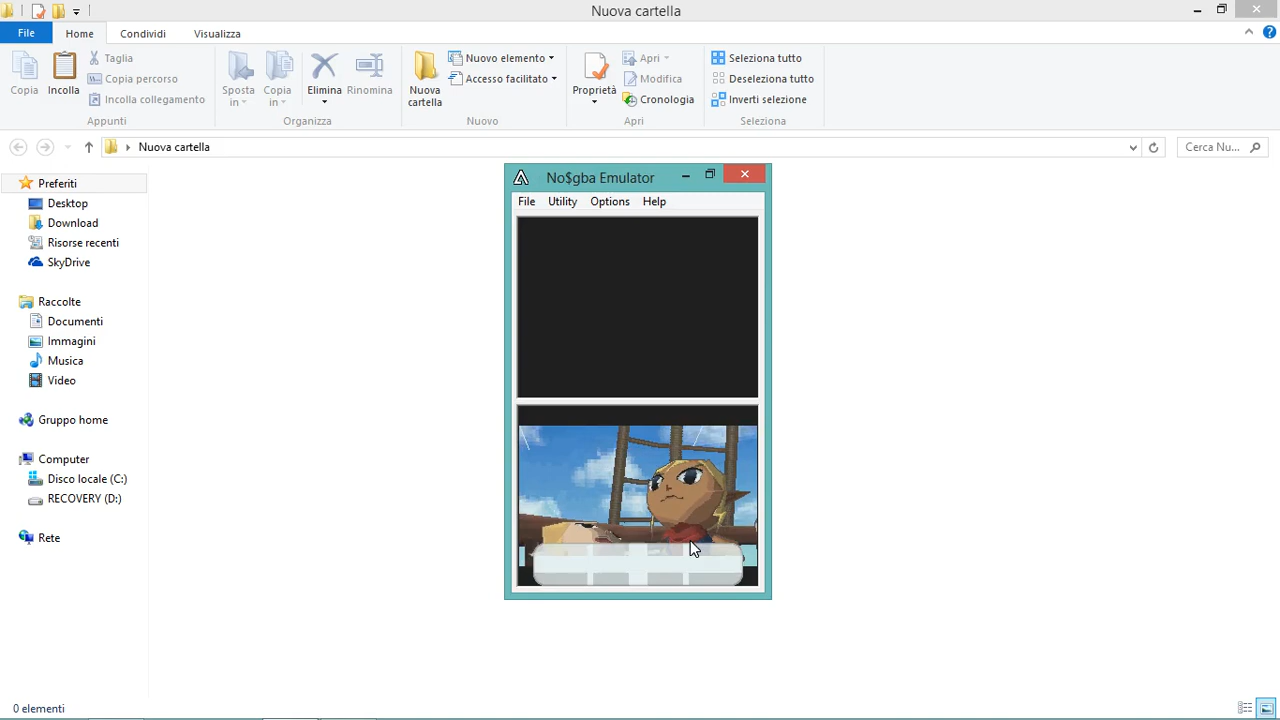 Nuova cartella
File Home Condividi Visualizza
Copia
Incolla
Taglia
Copia percorso
Incolla collegamento
Appunti
Sposta in
Copia in
Elimina
Rinomina
Organizza
Nuova cartella
Nuovo elemento
Accesso facilitato
Nuovo
Proprietà
Apri
Modifica
Cronologia
Apri
Seleziona tutto
Deseleziona tutto
Inverti selezione
Seleziona
Nuova cartella
Cerca Nu...
Preferiti
Desktop
Download
Risorse recenti
SkyDrive
Raccolte
Documenti
Immagini
Musica
Video
Gruppo home
Computer
Disco locale (C:)
RECOVERY (D:)
Rete
No$gba Emulator
File Utility Options Help
0 elementi